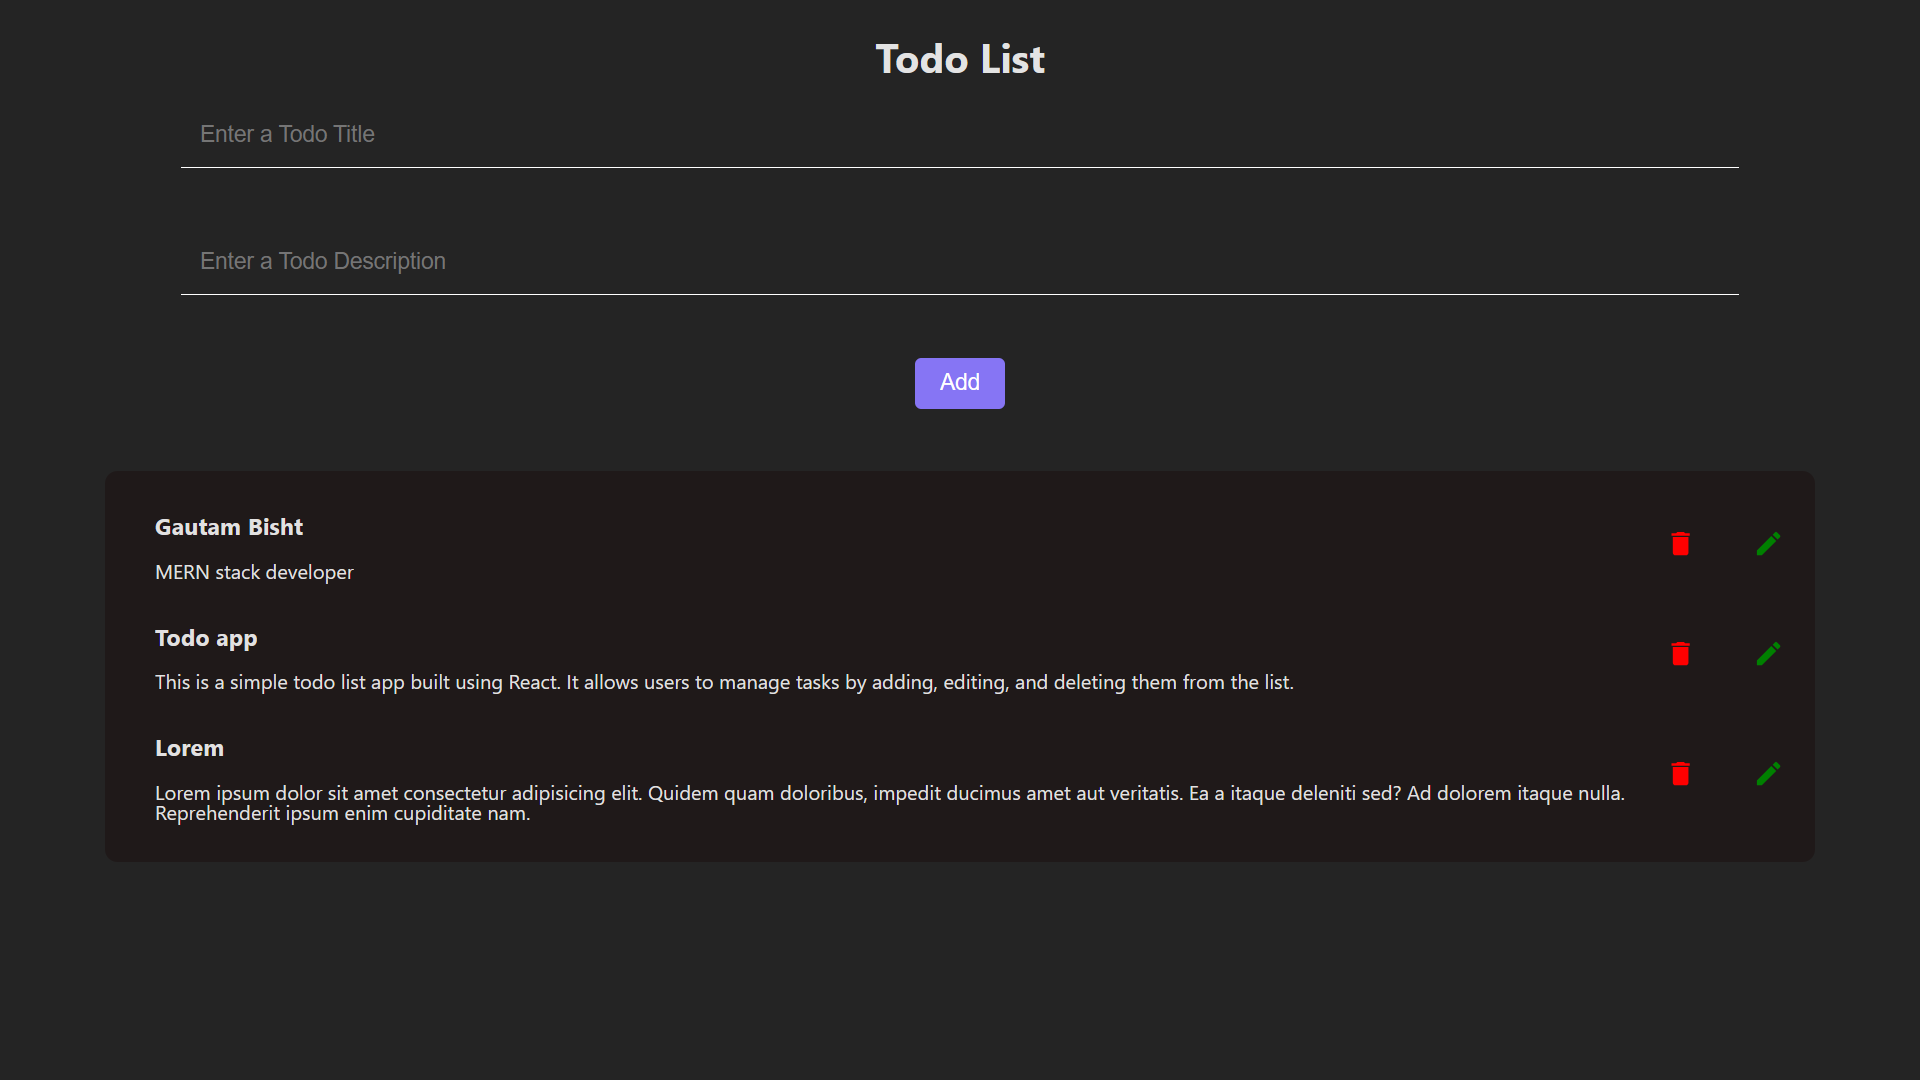 Todo List
Enter a Todo Title
Enter a Todo Description
Add
Gautam Bisht
MERN stack developer
Todo app
This is a simple todo list app built using React. It allows users to manage tasks by adding, editing, and deleting them from the list.
Lorem
Lorem ipsum dolor sit amet consectetur adipisicing elit. Quidem quam doloribus, impedit ducimus amet aut veritatis. Ea a itaque deleniti sed? Ad dolorem itaque nulla.
Reprehenderit ipsum enim cupiditate nam.